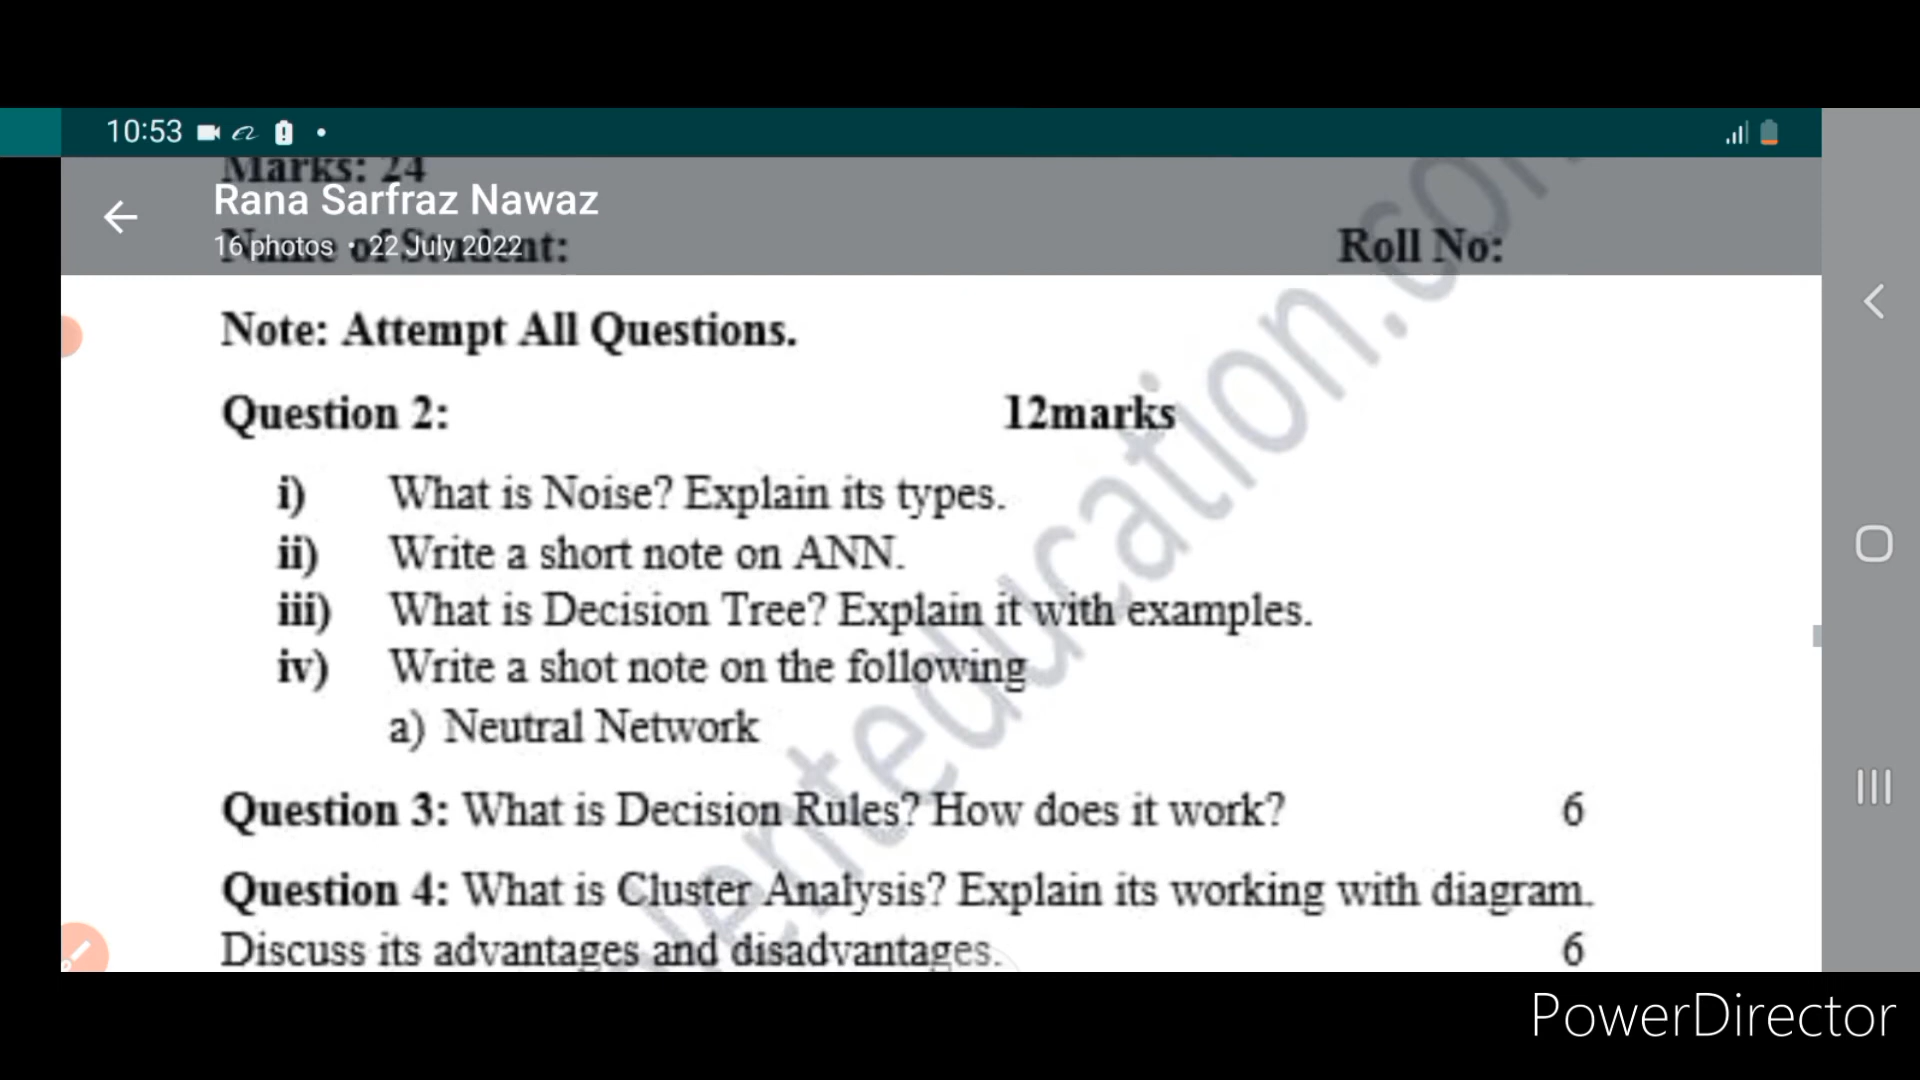 10:53
Marks: 24
Rana Sarfraz Nawaz
16 photos • 22 July 2022
Name of Student: Roll No:
Note: Attempt All Questions.
Question 2: 12marks
i) What is Noise? Explain its types.
ii) Write a short note on ANN.
iii) What is Decision Tree? Explain it with examples.
iv) Write a shot note on the following
a) Neutral Network
Question 3: What is Decision Rules? How does it work? 6
Question 4: What is Cluster Analysis? Explain its working with diagram.
Discuss its advantages and disadvantages. 6
PowerDirector